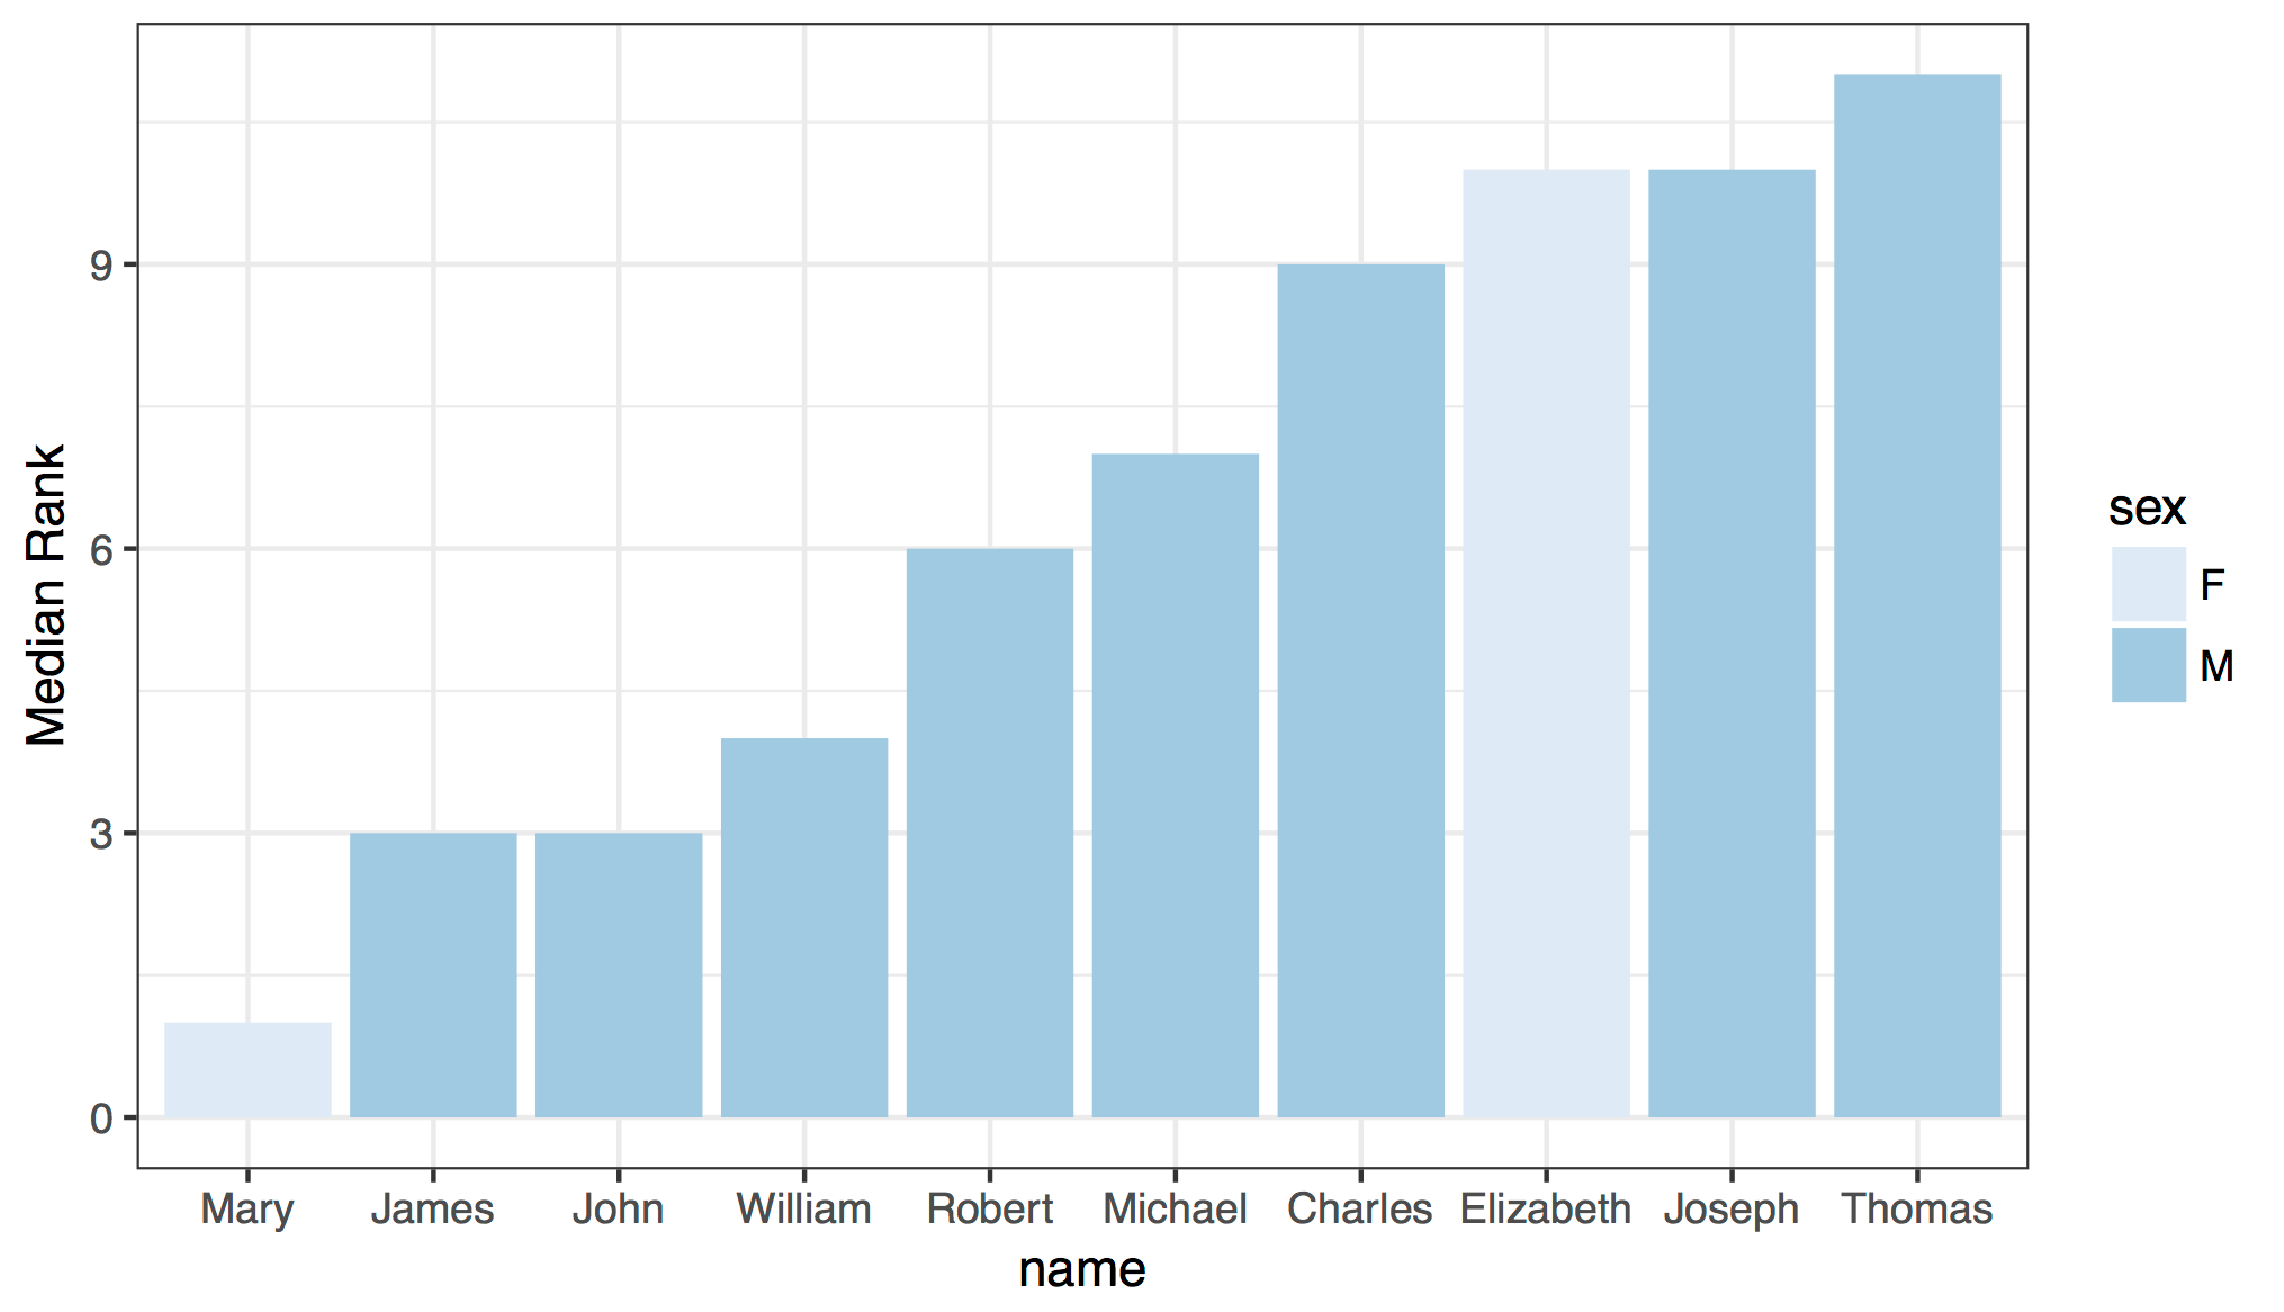 Median Rank
9
6
3
0
Mary James John William Robert Michael Charles Elizabeth Joseph Thomas
name
sex
F
M